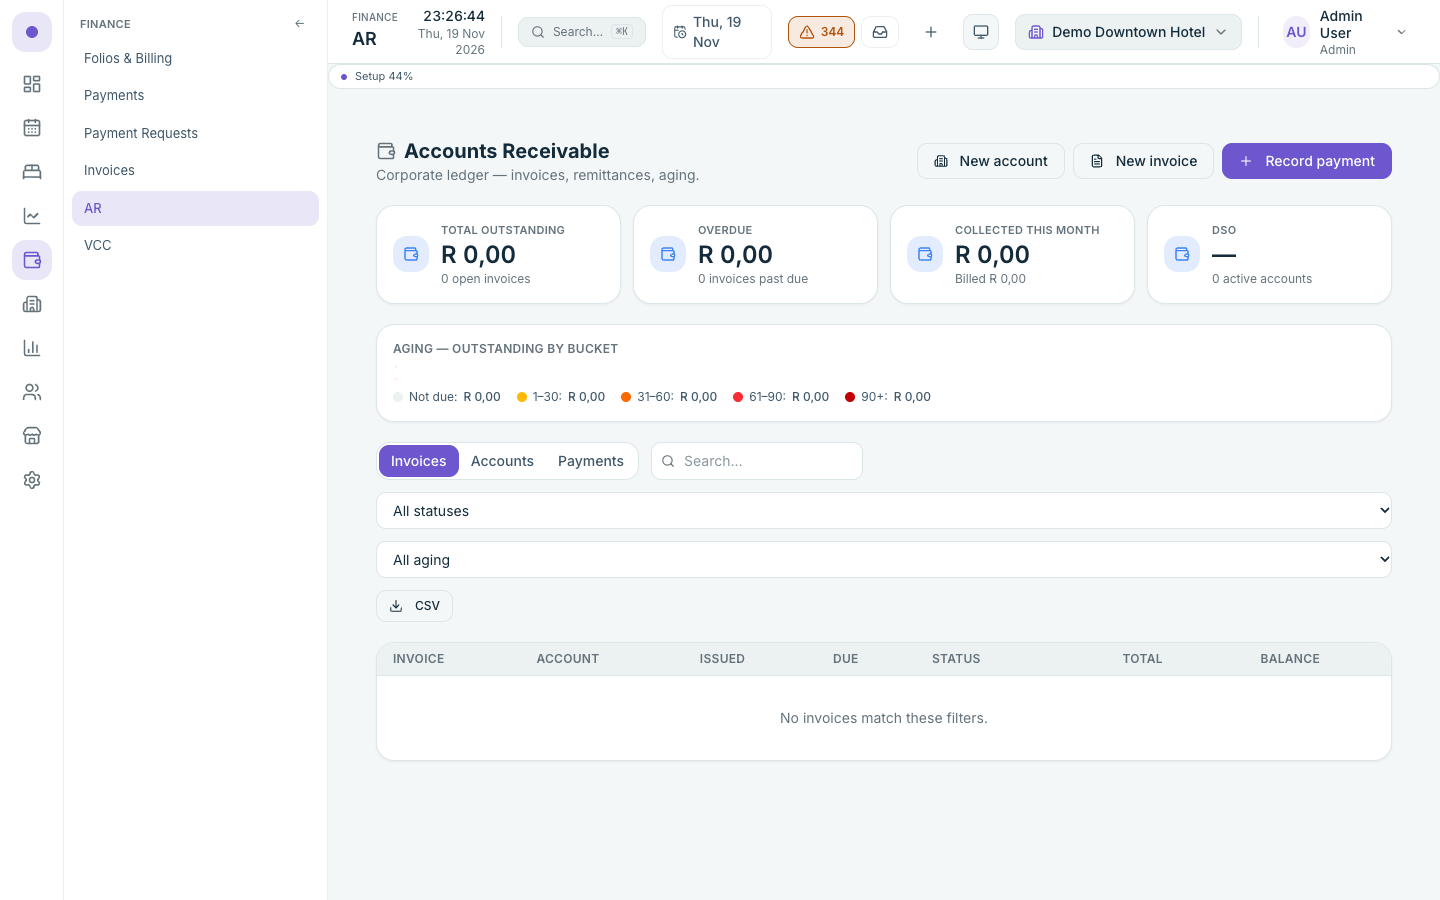 FINANCE
Folios & Billing
Payments
Payment Requests
Invoices
AR
VCC
FINANCE
AR
23:26:44
Thu, 19 Nov
2026
Search...
⌘K
Thu, 19
Nov
344
Demo Downtown Hotel
AU
Admin
User
Admin
Setup 44%
Accounts Receivable
Corporate ledger — invoices, remittances, aging.
New account
New invoice
Record payment
TOTAL OUTSTANDING
R 0,00
0 open invoices
OVERDUE
R 0,00
0 invoices past due
COLLECTED THIS MONTH
R 0,00
Billed R 0,00
DSO
—
0 active accounts
AGING — OUTSTANDING BY BUCKET
Not due: R 0,00 1–30: R 0,00 31–60: R 0,00 61–90: R 0,00 90+: R 0,00
Invoices Accounts Payments
Search...
All statuses
All aging
CSV
INVOICE ACCOUNT ISSUED DUE STATUS TOTAL BALANCE
No invoices match these filters.